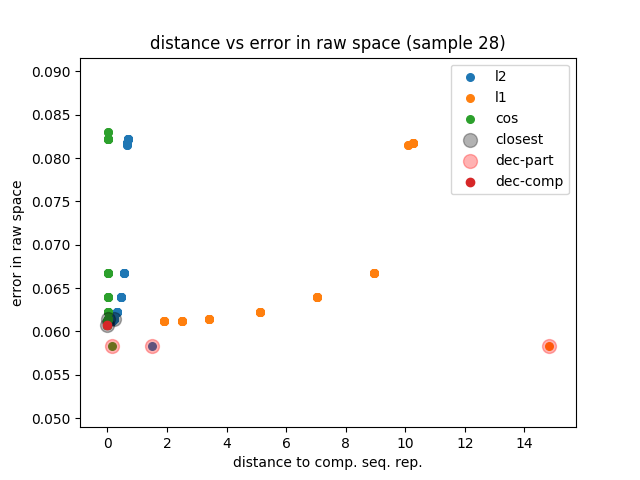 distance vs error in raw space (sample 28)
0.090
0.085
0.080
0.075
0.070
0.065
0.060
0.055
0.050
error in raw space
l2
l1
cos
closest
dec-part
dec-comp
0 2 4 6 8 10 12 14
distance to comp. seq. rep.